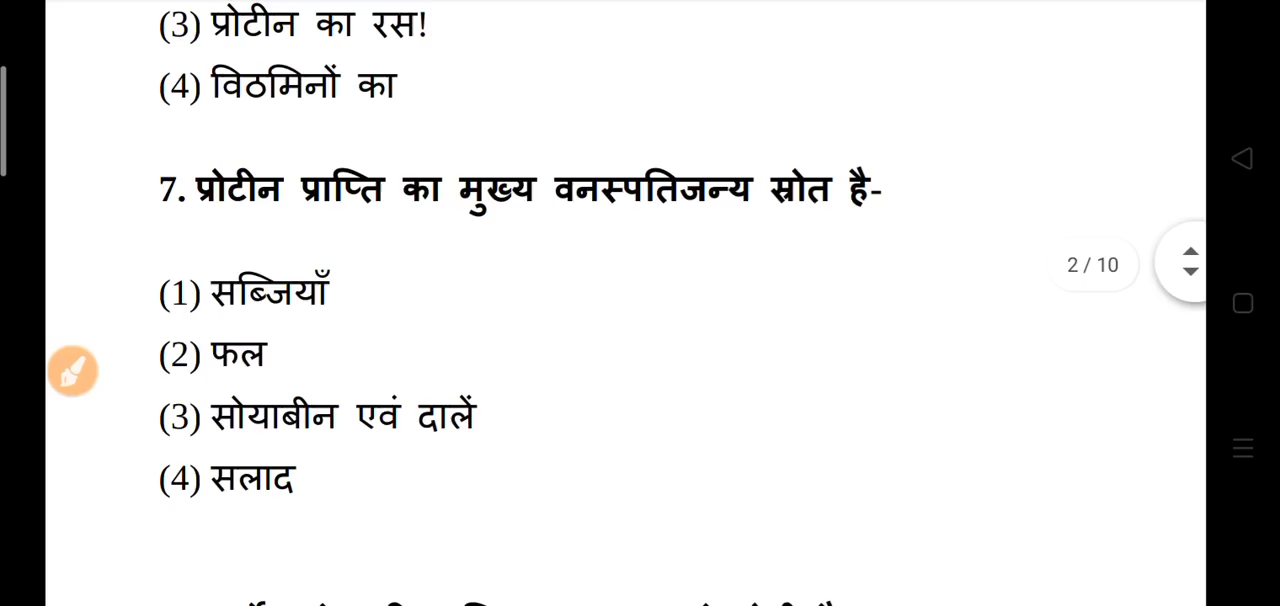 (3) प्रोटीन का रस!
(4) विठमिनों का
7. प्रोटीन प्राप्ति का मुख्य वनस्पतिजन्य स्रोत है-
(1) सब्जियाँ
2 / 10
(2) फल
(3) सोयाबीन एवं दालें
(4) सलाद